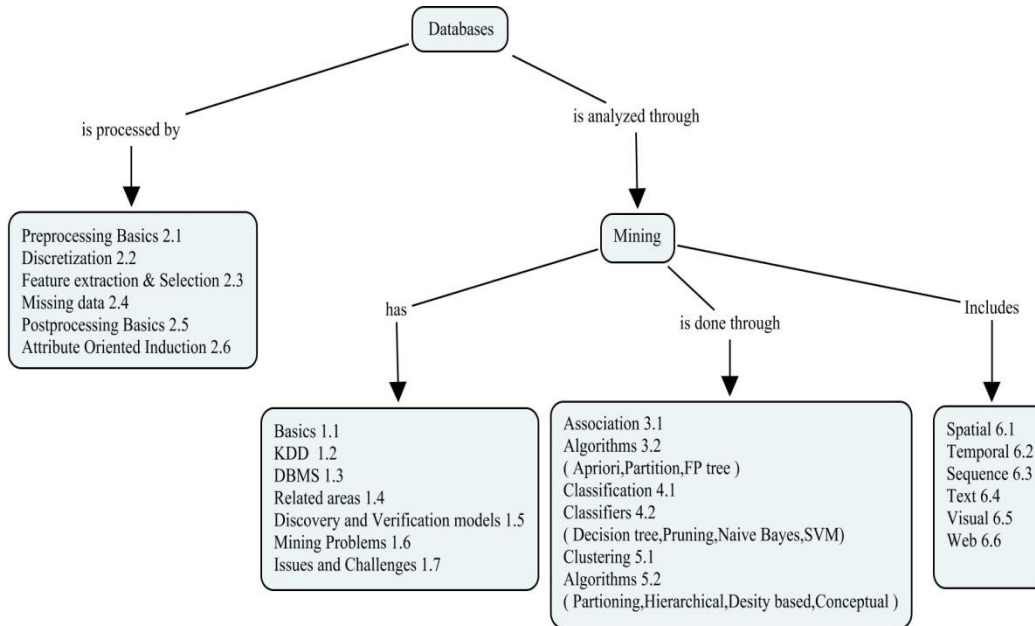 Databases
is processed by
is analyzed through
Preprocessing Basics 2.1
Discretization 2.2
Feature extraction & Selection 2.3
Missing data 2.4
Postprocessing Basics 2.5
Attribute Oriented Induction 2.6
Mining
has
is done through
Includes
Basics 1.1
KDD  1.2
DBMS 1.3
Related areas 1.4
Discovery and Verification models 1.5
Mining Problems 1.6
Issues and Challenges 1.7
Association 3.1
Algorithms 3.2
( Apriori,Partition,FP tree )
Classification 4.1
Classifiers 4.2
( Decision tree,Pruning,Naive Bayes,SVM)
Clustering 5.1
Algorithms 5.2
( Partioning,Hierarchical,Desity based,Conceptual )
Spatial 6.1
Temporal 6.2
Sequence 6.3
Text 6.4
Visual 6.5
Web 6.6